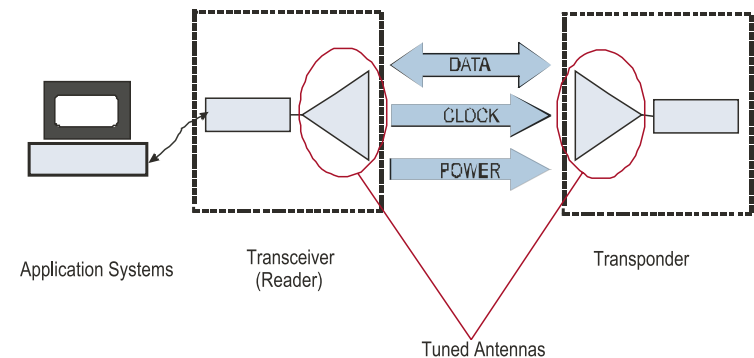 DATA
CLOCK
POWER
Application Systems
Transceiver
(Reader)
Transponder
Tuned Antennas